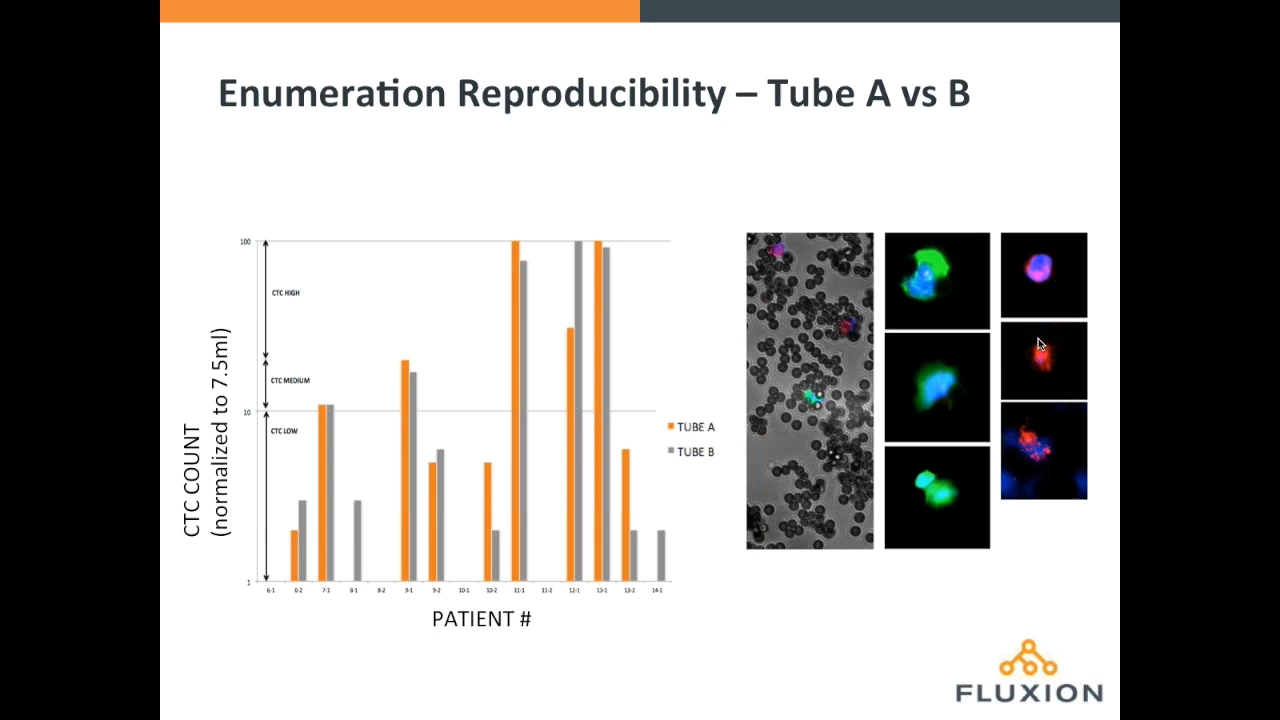 Enumeration Reproducibility – Tube A vs B
100
CTC HIGH
CTC MEDIUM
10
CTC LOW
1
CTC COUNT
(normalized to 7.5ml)
6-1 6-2 7-1 8-1 8-2 9-1 9-2 10-1 10-2 11-1 11-2 12-1 13-1 13-2 14-1
PATIENT #
TUBE A
TUBE B
FLUXION